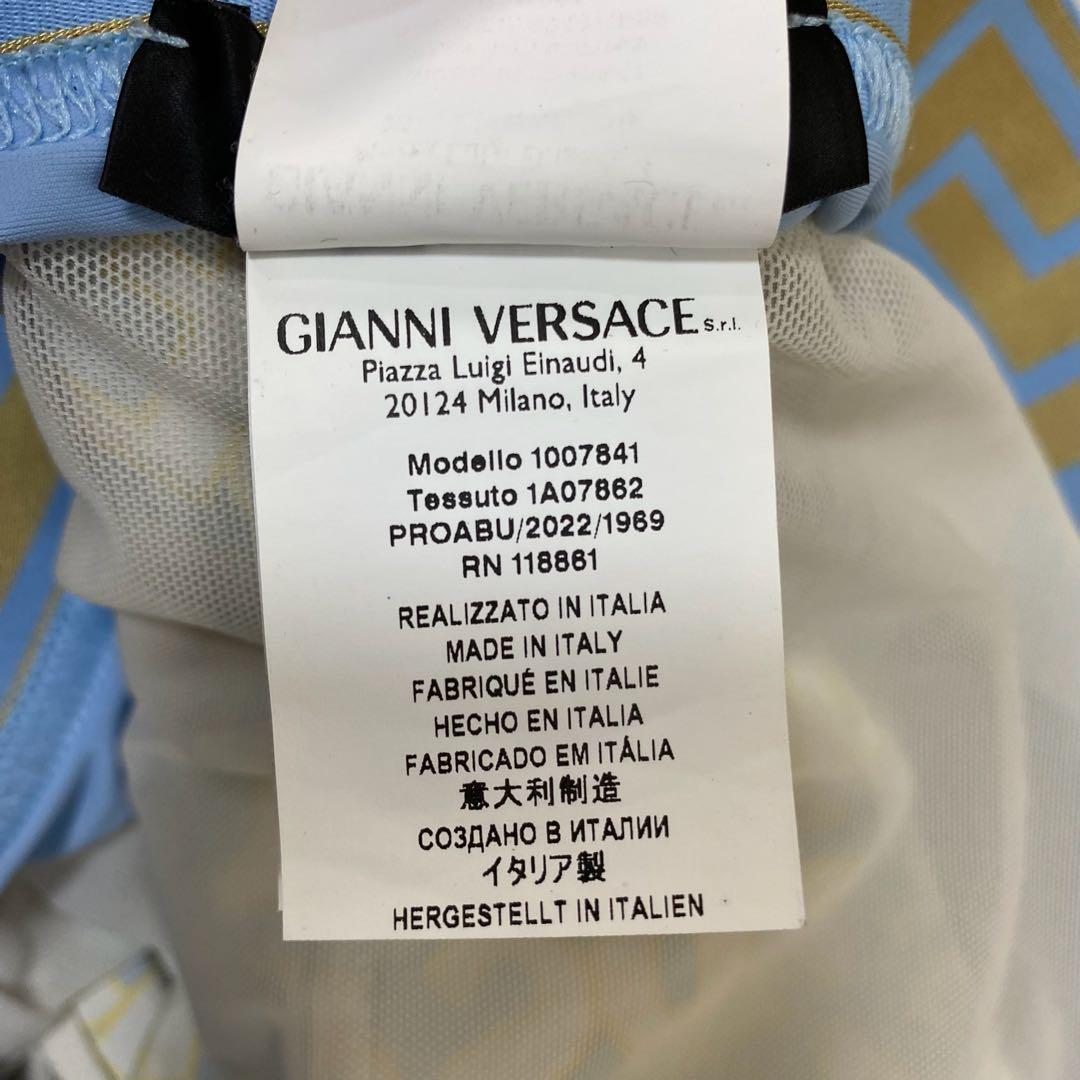 GIANNI VERSACE s.r.l.
Piazza Luigi Einaudi, 4
20124 Milano, Italy
Modello 1007841
Tessuto 1A07862
PROABU/2022/1969
RN 118861
REALIZZATO IN ITALIA
MADE IN ITALY
FABRIQUÉ EN ITALIE
HECHO EN ITALIA
FABRICADO EM ITÁLIA
意大利制造
СОЗДАНО В ИТАЛИИ
イタリア製
HERGESTELLT IN ITALIEN